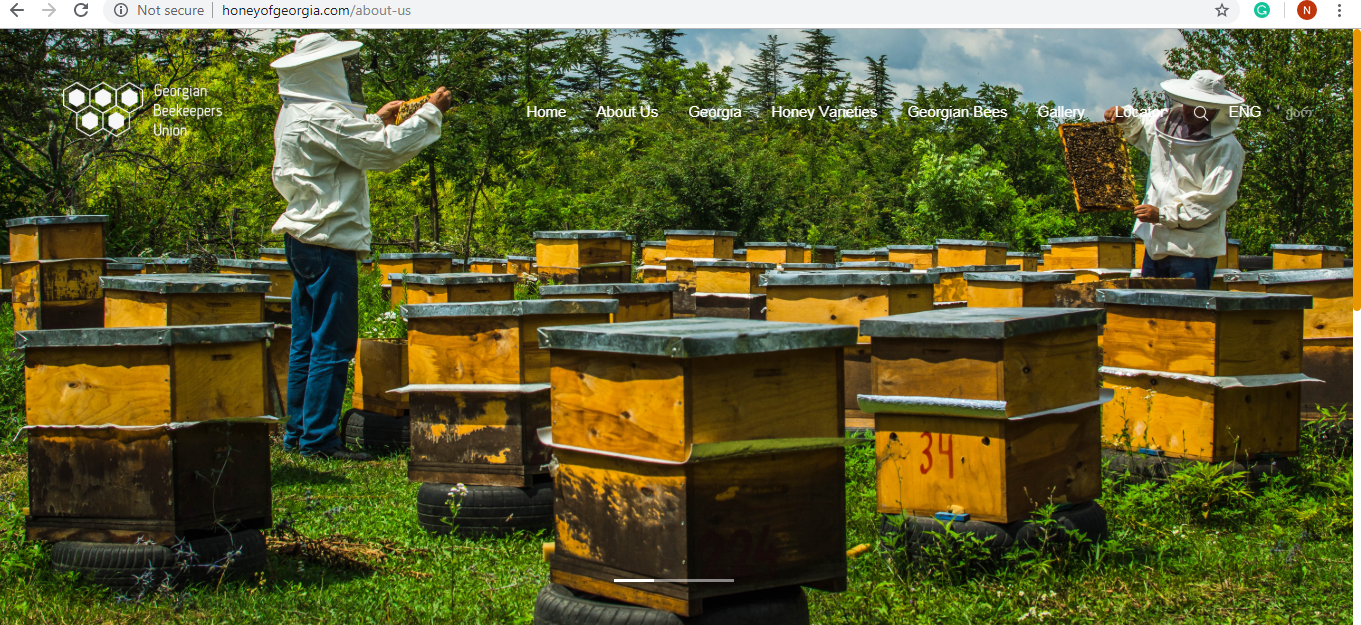 Not secure | honeyofgeorgia.com/about-us
N
Georgian
Beekeepers
Union
Home About Us Georgia Honey Varieties Georgian Bees Gallery Locator ENG
34